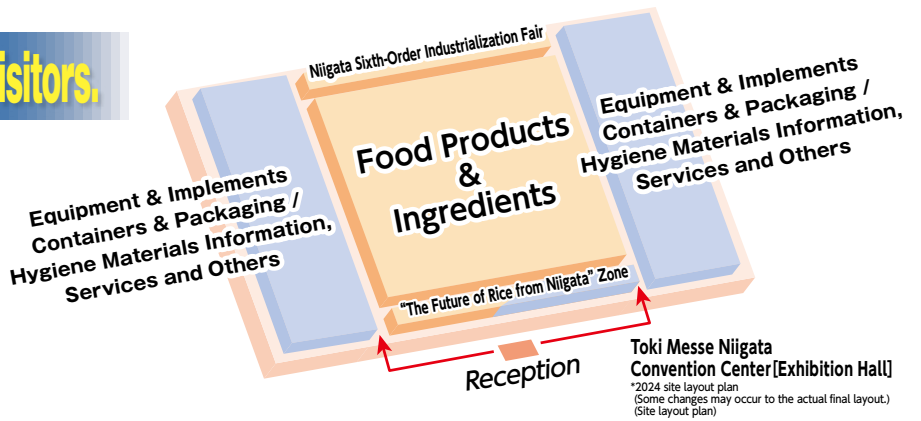 isitors.
Niigata Sixth-Order Industrialization Fair
Food Products
&
Ingredients
Equipment & Implements
Containers & Packaging /
Hygiene Materials Information,
Services and Others
Equipment & Implements
Containers & Packaging /
Hygiene Materials Information,
Services and Others
“The Future of Rice from Niigata” Zone
Reception
Toki Messe Niigata
Convention Center[Exhibition Hall]
*2024 site layout plan
(Some changes may occur to the actual final layout.)
(Site layout plan)